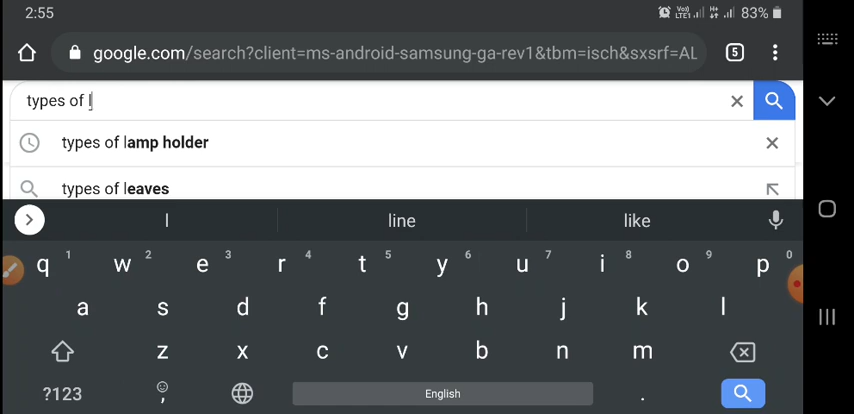 2:55 Vo)) LTE1 H+ 83%
google.com/search?client=ms-android-samsung-ga-rev1&tbm=isch&sxsrf=AL 5
types of l
types of lamp holder
types of leaves
l line like
q 1 w 2 e 3 r 4 t 5 y 6 u 7 i 8 o 9 p 0
a s d f g h j k l
z x c v b n m
?123 , English .